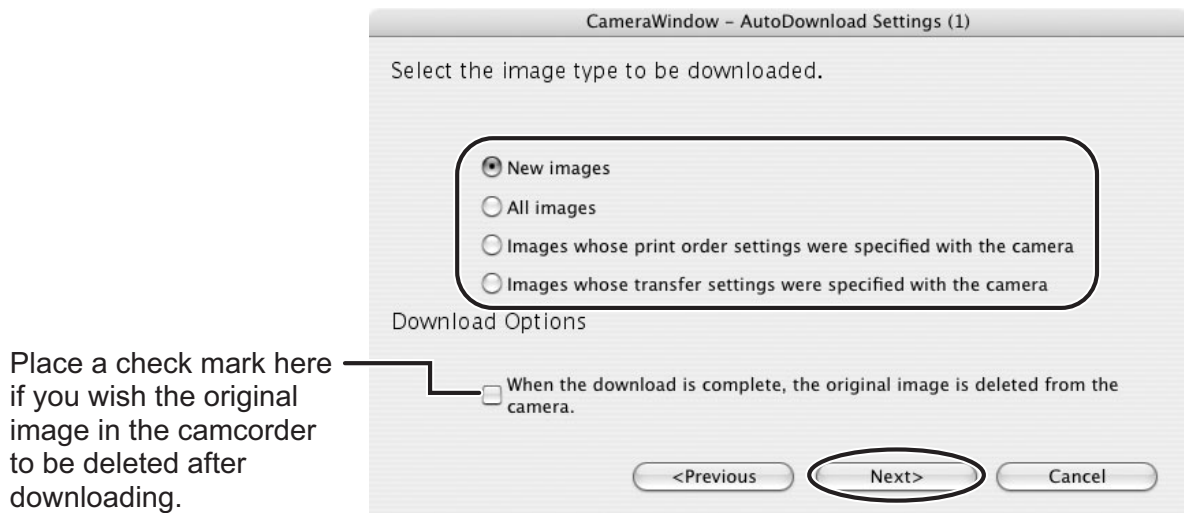 CameraWindow – AutoDownload Settings (1)
Select the image type to be downloaded.
New images
All images
Images whose print order settings were specified with the camera
Images whose transfer settings were specified with the camera
Download Options
Place a check mark here
if you wish the original
image in the camcorder
to be deleted after
downloading.
When the download is complete, the original image is deleted from the
camera.
<Previous
Next>
Cancel